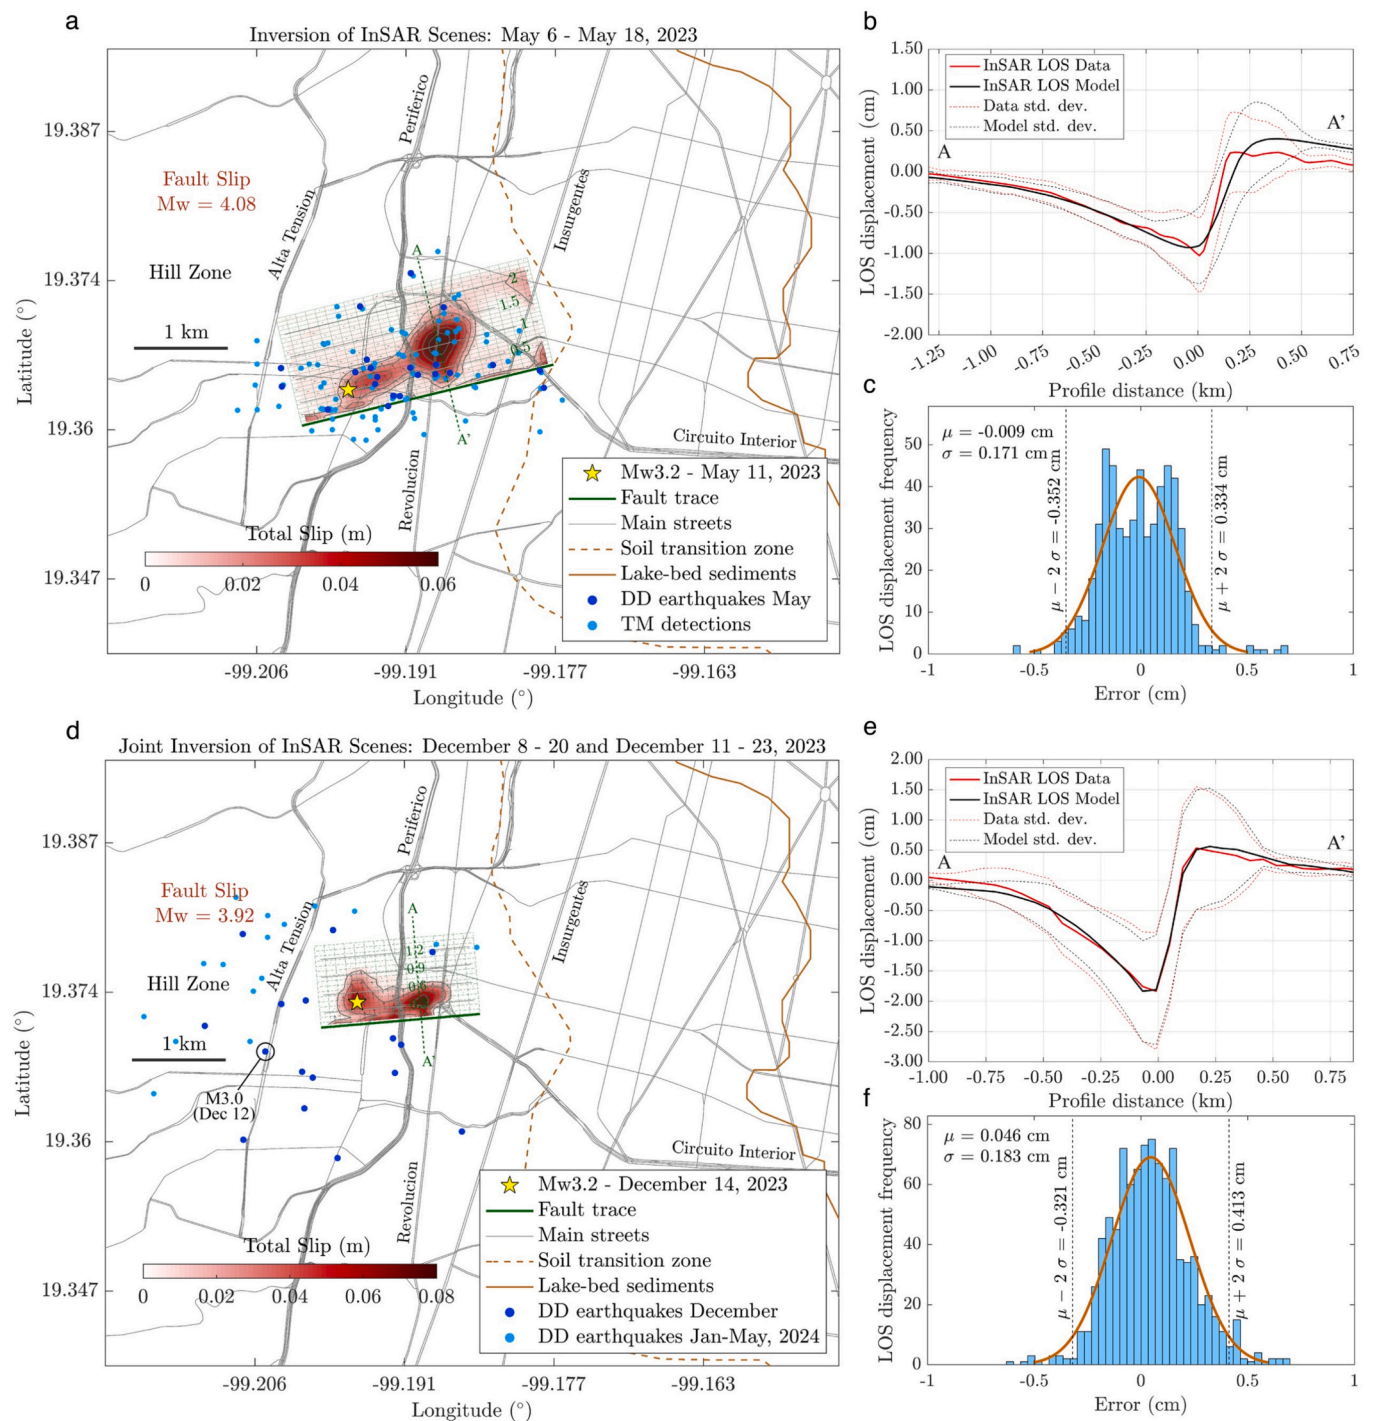 a
Inversion of InSAR Scenes: May 6 - May 18, 2023
19.387
19.374
19.36
19.347
Latitude (°)
Fault Slip
Mw = 4.08
Hill Zone
1 km
Alta Tension
Periferico
Insurgentes
Revolucion
Circuito Interior
A
A'
2
1.5
1
0.5
Total Slip (m)
0 0.02 0.04 0.06
Mw3.2 - May 11, 2023
Fault trace
Main streets
Soil transition zone
Lake-bed sediments
DD earthquakes May
TM detections
-99.206 -99.191 -99.177 -99.163
Longitude (°)
b
1.50
1.00
0.50
0.00
-0.50
-1.00
-1.50
-2.00
LOS displacement (cm)
InSAR LOS Data
InSAR LOS Model
Data std. dev.
Model std. dev.
A
A'
-1.25 -1.00 -0.75 -0.50 -0.25 0.00 0.25 0.50 0.75
Profile distance (km)
c
LOS displacement frequency
50
40
30
20
10
0
μ = -0.009 cm
σ = 0.171 cm
μ − 2 σ = -0.352 cm
μ + 2 σ = 0.334 cm
-1 -0.5 0 0.5 1
Error (cm)
d
Joint Inversion of InSAR Scenes: December 8 - 20 and December 11 - 23, 2023
19.387
19.374
19.36
19.347
Latitude (°)
Fault Slip
Mw = 3.92
Hill Zone
1 km
M3.0
(Dec 12)
Alta Tension
Periferico
Insurgentes
Revolucion
Circuito Interior
A
A'
1.2
0.9
0.6
Total Slip (m)
0 0.02 0.04 0.06 0.08
Mw3.2 - December 14, 2023
Fault trace
Main streets
Soil transition zone
Lake-bed sediments
DD earthquakes December
DD earthquakes Jan-May, 2024
-99.206 -99.191 -99.177 -99.163
Longitude (°)
e
2.00
1.50
1.00
0.50
0.00
-0.50
-1.00
-1.50
-2.00
-2.50
-3.00
LOS displacement (cm)
InSAR LOS Data
InSAR LOS Model
Data std. dev.
Model std. dev.
A
A'
-1.00 -0.75 -0.50 -0.25 0.00 0.25 0.50 0.75
Profile distance (km)
f
LOS displacement frequency
80
60
40
20
0
μ = 0.046 cm
σ = 0.183 cm
μ − 2 σ = -0.321 cm
μ + 2 σ = 0.413 cm
-1 -0.5 0 0.5 1
Error (cm)